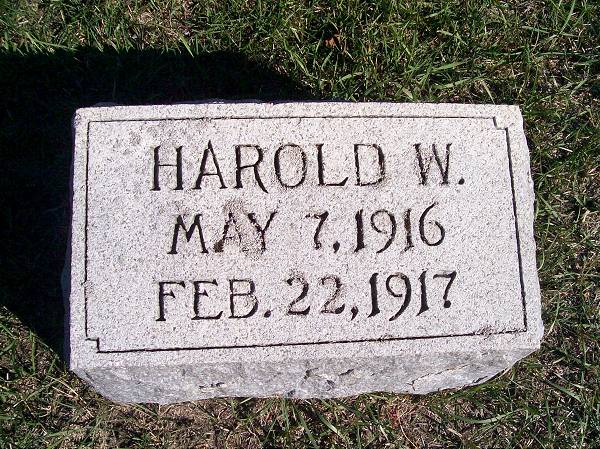 HAROLD W.
MAY 7, 1916
FEB. 22, 1917